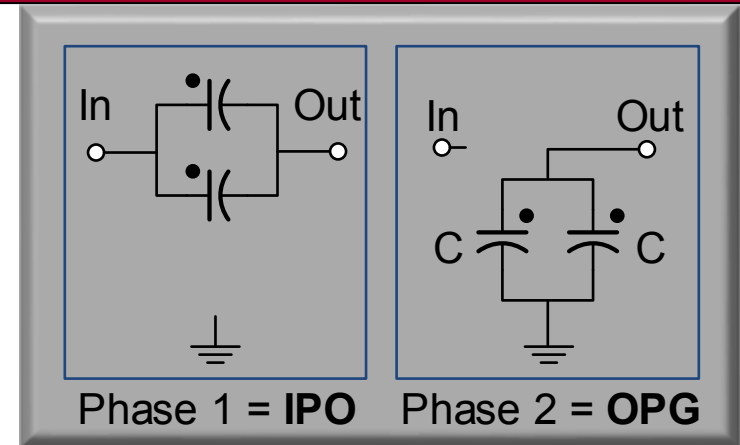 In
Out
In
Out
C
C
Phase 1 = IPO
Phase 2 = OPG